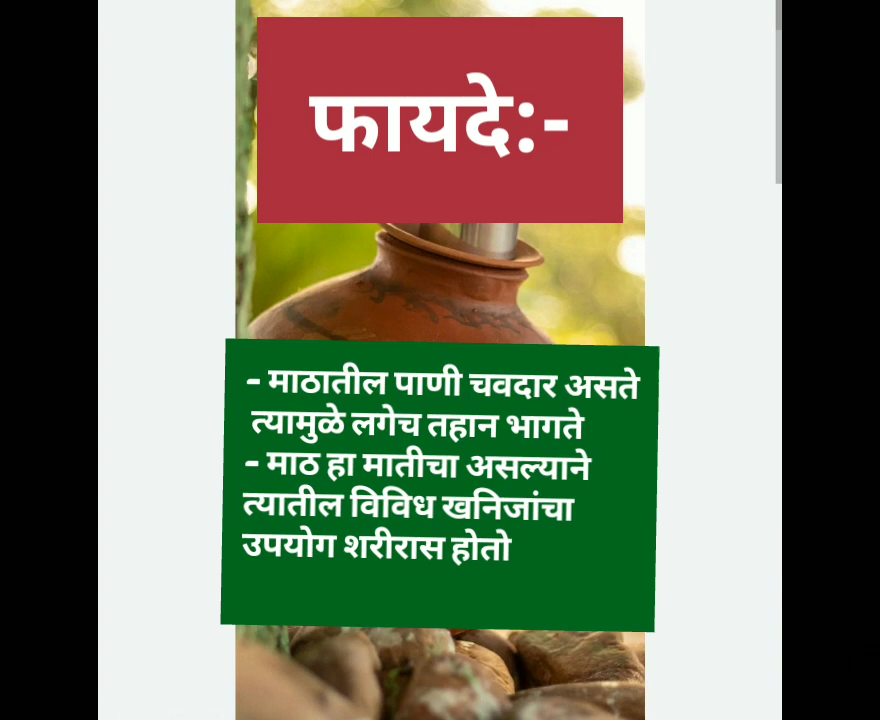 फायदे:-
- माठातील पाणी चवदार असते
त्यामुळे लगेच तहान भागते
- माठ हा मातीचा असल्याने
त्यातील विविध खनिजांचा
उपयोग शरीरास होतो